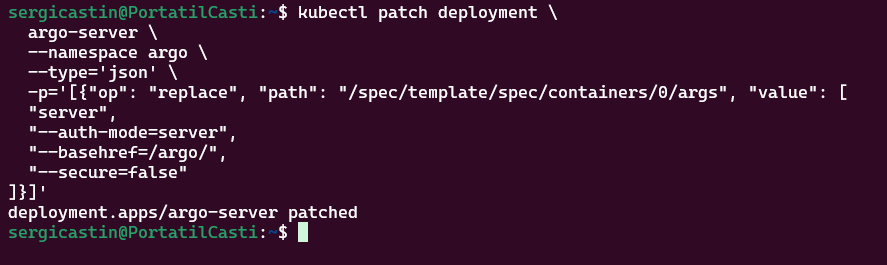 sergicastin@PortatilCasti:~$ kubectl patch deployment \
  argo-server \
  --namespace argo \
  --type='json' \
  -p='[{"op": "replace", "path": "/spec/template/spec/containers/0/args", "value": [
  "server",
  "--auth-mode=server",
  "--basehref=/argo/",
  "--secure=false"
]}]'
deployment.apps/argo-server patched
sergicastin@PortatilCasti:~$